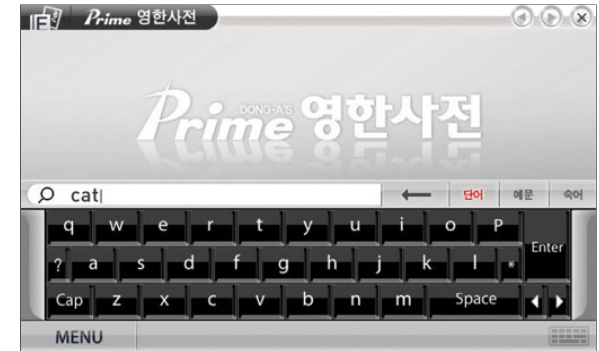 E Prime 영한사전
Prime DONG-A'S 영한사전
cat 단어 예문 숙어
q w e r t y u i o P
? a s d f g h j k l * Enter
Cap z x c v b n m Space
MENU